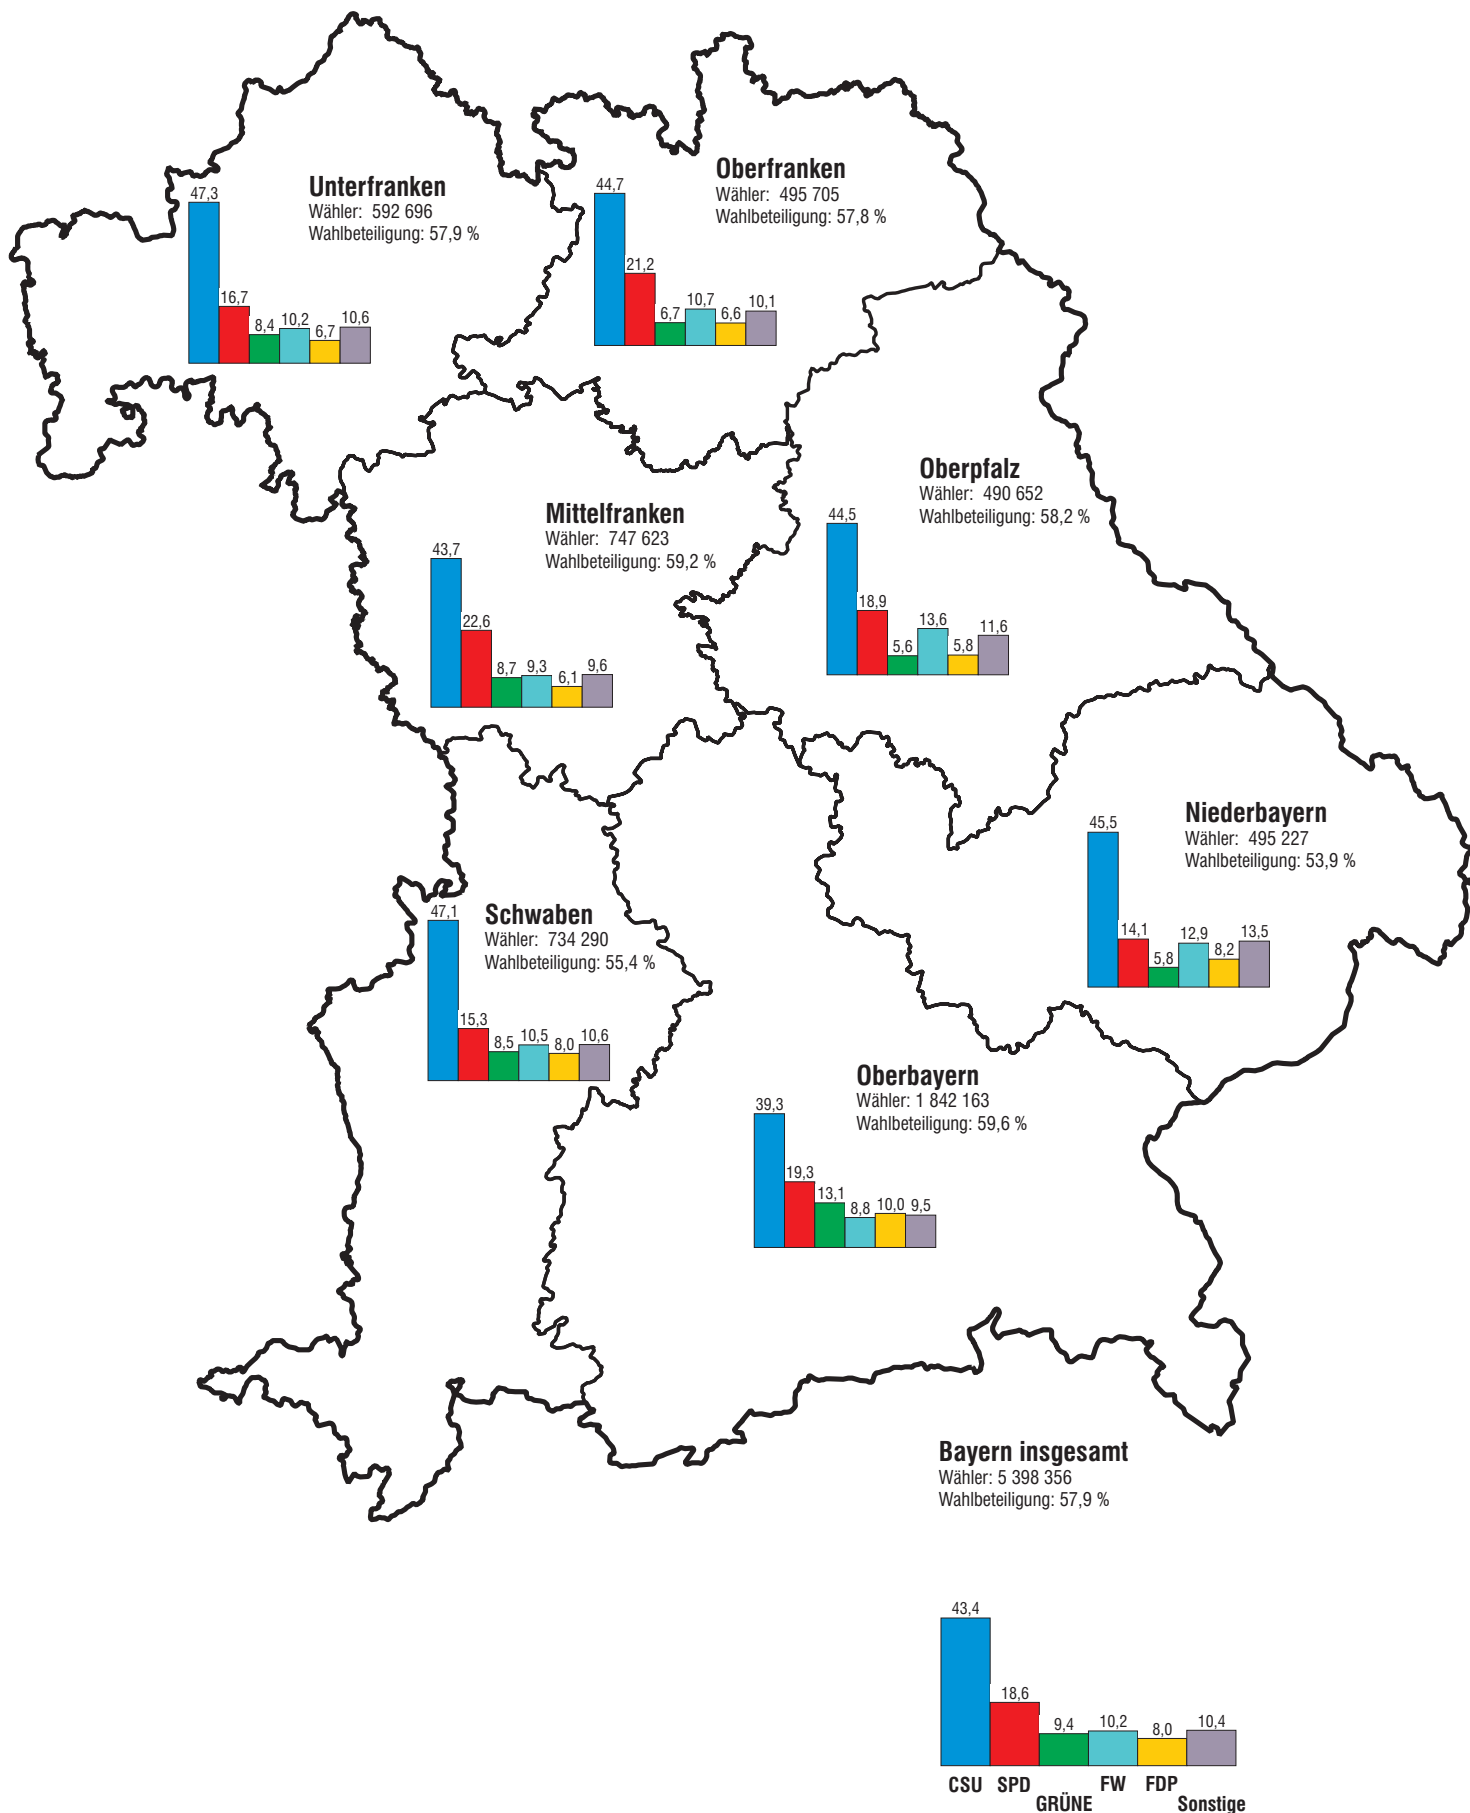 Unterfranken
Wähler: 592 696
Wahlbeteiligung: 57,9 %
47,3
16,7
8,4
10,2
6,7
10,6
Oberfranken
Wähler: 495 705
Wahlbeteiligung: 57,8 %
44,7
21,2
6,7
10,7
6,6
10,1
Mittelfranken
Wähler: 747 623
Wahlbeteiligung: 59,2 %
43,7
22,6
8,7
9,3
6,1
9,6
Oberpfalz
Wähler: 490 652
Wahlbeteiligung: 58,2 %
44,5
18,9
5,6
13,6
5,8
11,6
Niederbayern
Wähler: 495 227
Wahlbeteiligung: 53,9 %
45,5
14,1
5,8
12,9
8,2
13,5
Schwaben
Wähler: 734 290
Wahlbeteiligung: 55,4 %
47,1
15,3
8,5
10,5
8,0
10,6
Oberbayern
Wähler: 1 842 163
Wahlbeteiligung: 59,6 %
39,3
19,3
13,1
8,8
10,0
9,5
Bayern insgesamt
Wähler: 5 398 356
Wahlbeteiligung: 57,9 %
43,4
18,6
9,4
10,2
8,0
10,4
CSU SPD FW FDP
GRÜNE Sonstige